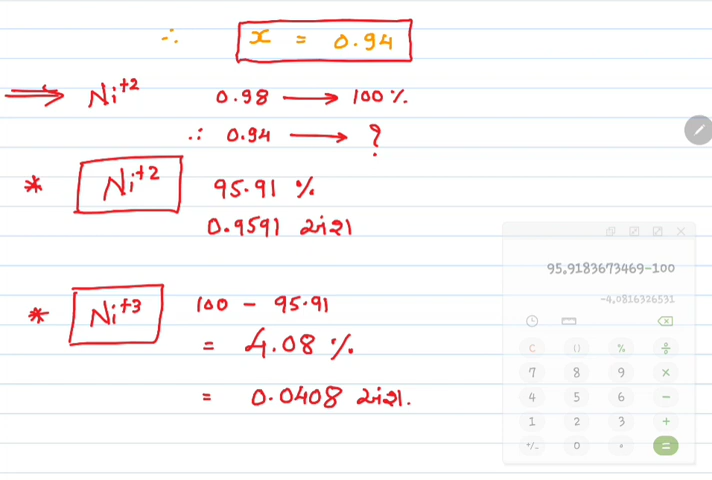 ∴ x = 0.94
⇒ Ni⁺² 0.98 → 100 %.
∴ 0.94 → ?
* Ni⁺² 95.91 %
0.9591 અંશ
* Ni⁺³ 100 - 95.91
= 4.08 %
= 0.0408 અંશ.
95.9183673469-100
-4.0816326531
C () % ÷
7 8 9 ×
4 5 6 -
1 2 3 +
+/- 0 . =